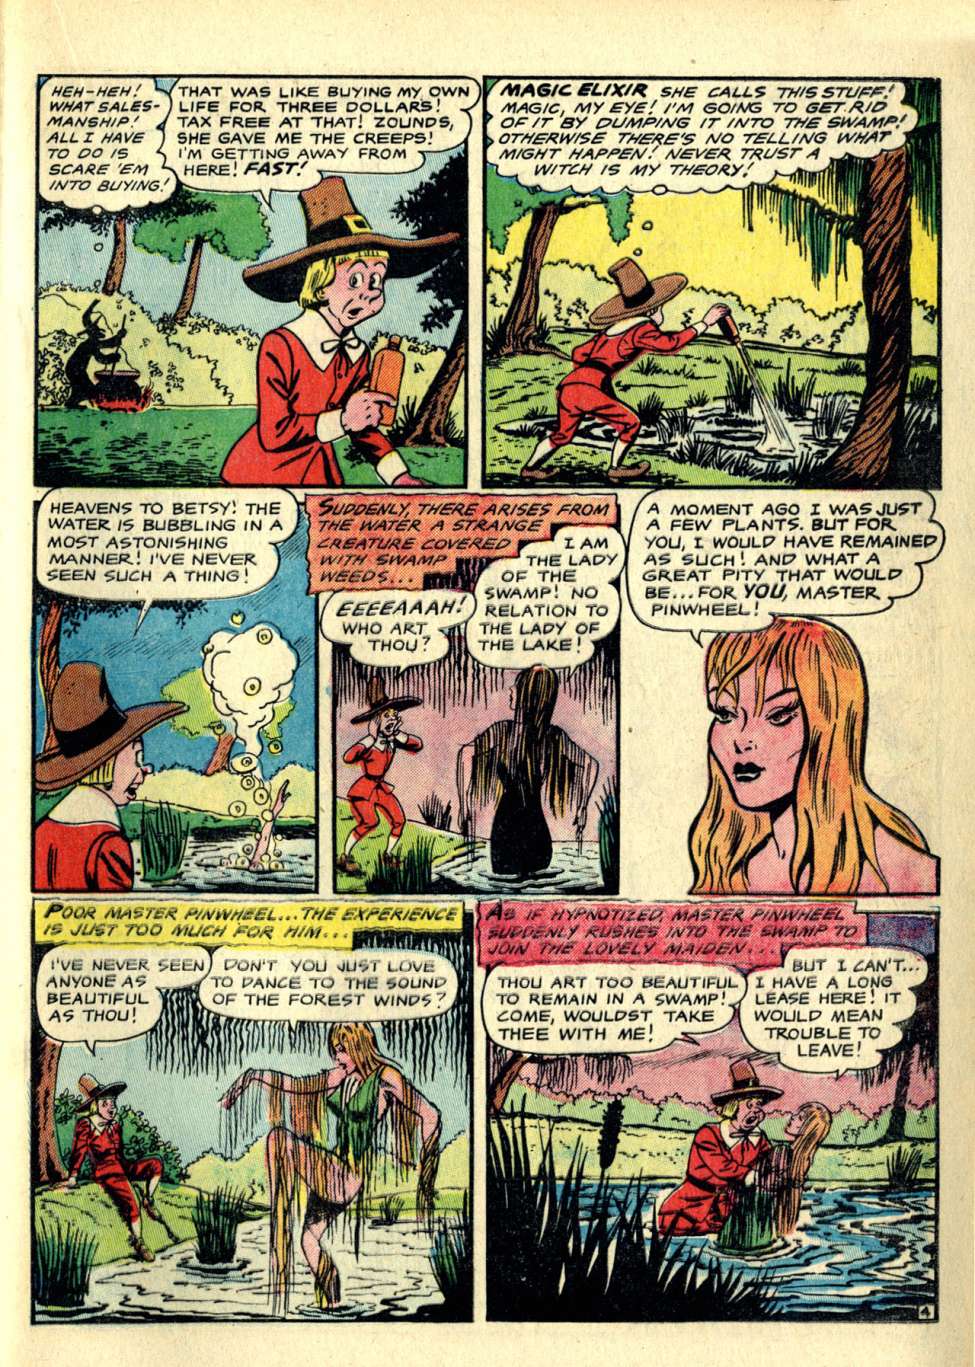 HEH-HEH!
WHAT SALES-
MANSHIP!
ALL I HAVE
TO DO IS
SCARE 'EM
INTO BUYING!
THAT WAS LIKE BUYING MY OWN
LIFE FOR THREE DOLLARS!
TAX FREE AT THAT! ZOUNDS,
SHE GAVE ME THE CREEPS!
I'M GETTING AWAY FROM
HERE! FAST!
MAGIC ELIXIR SHE CALLS THIS STUFF!
MAGIC, MY EYE! I'M GOING TO GET RID
OF IT BY DUMPING IT INTO THE SWAMP!
OTHERWISE THERE'S NO TELLING WHAT
MIGHT HAPPEN! NEVER TRUST A
WITCH IS MY THEORY!
HEAVENS TO BETSY! THE
WATER IS BUBBLING IN A
MOST ASTONISHING
MANNER! I'VE NEVER
SEEN SUCH A THING!
SUDDENLY, THERE ARISES FROM
THE WATER A STRANGE
CREATURE COVERED
WITH SWAMP
WEEDS...
EEEEAAAH!
WHO ART
THOU?
I AM
THE LADY
OF THE
SWAMP! NO
RELATION TO
THE LADY OF
THE LAKE!
A MOMENT AGO I WAS JUST
A FEW PLANTS. BUT FOR
YOU, I WOULD HAVE REMAINED
AS SUCH! AND WHAT A
GREAT PITY THAT WOULD
BE...FOR YOU, MASTER
PINWHEEL!
POOR MASTER PINWHEEL...THE EXPERIENCE
IS JUST TOO MUCH FOR HIM...
I'VE NEVER SEEN
ANYONE AS
BEAUTIFUL
AS THOU!
DON'T YOU JUST LOVE
TO DANCE TO THE SOUND
OF THE FOREST WINDS?
AS IF HYPNOTIZED, MASTER PINWHEEL
SUDDENLY RUSHES INTO THE SWAMP TO
JOIN THE LOVELY MAIDEN...
THOU ART TOO BEAUTIFUL
TO REMAIN IN A SWAMP!
COME, WOULDST TAKE
THEE WITH ME!
BUT I CAN'T...
I HAVE A LONG
LEASE HERE! IT
WOULD MEAN
TROUBLE TO
LEAVE!
4